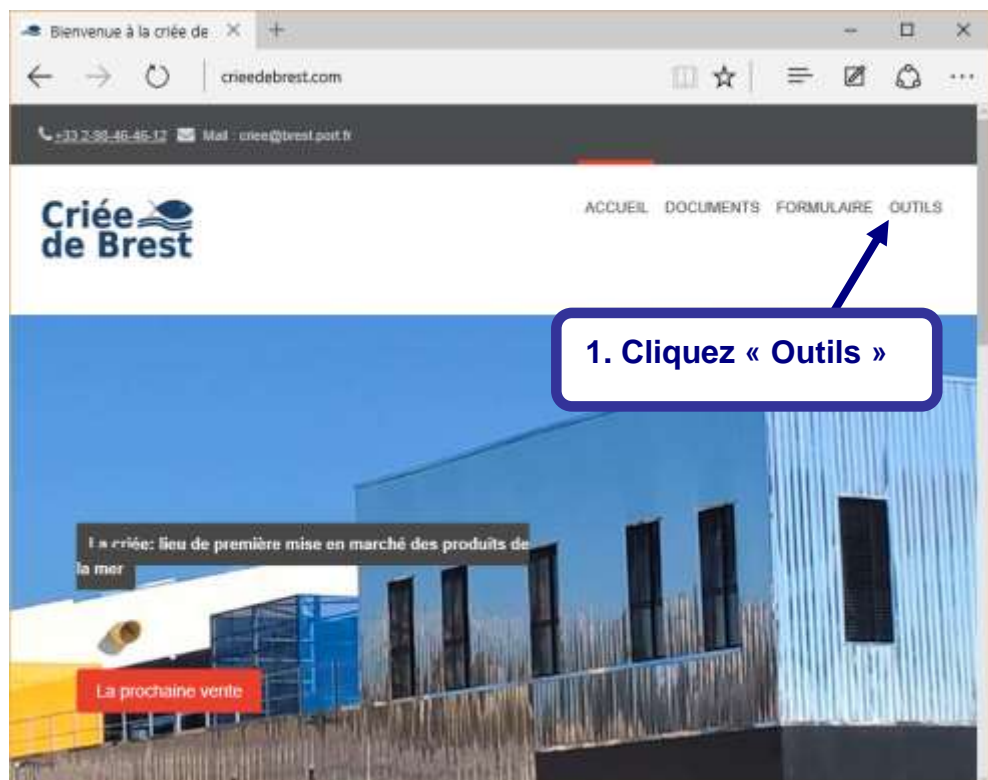 Bienvenue à la criée de
crieedebrest.com
+33 2-98-46-46-12 Mail : criee@brest.port.fr
Criée
de Brest
ACCUEIL DOCUMENTS FORMULAIRE OUTILS
1. Cliquez « Outils »
La criée: lieu de première mise en marché des produits de
la mer
La prochaine vente